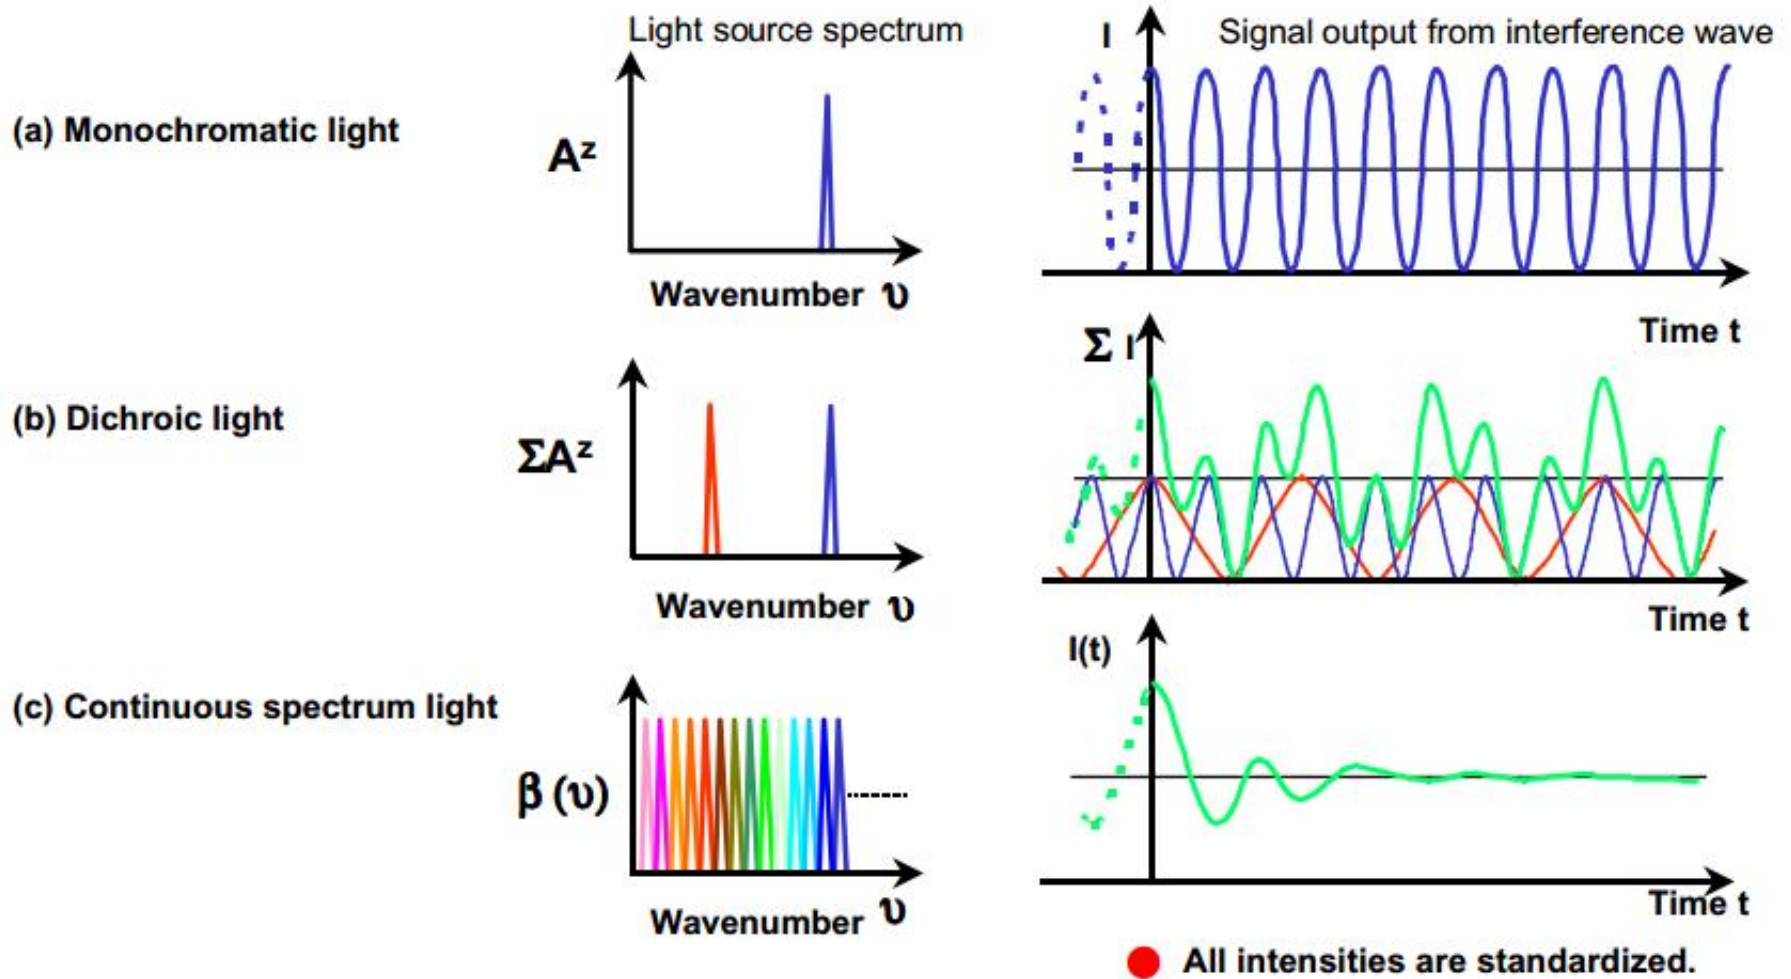 Light source spectrum
I
Signal output from interference wave
(a) Monochromatic light
Aᶻ
Wavenumber υ
Time t
Σ I
(b) Dichroic light
ΣAᶻ
Wavenumber υ
Time t
I(t)
(c) Continuous spectrum light
β (υ)
Wavenumber υ
Time t
All intensities are standardized.